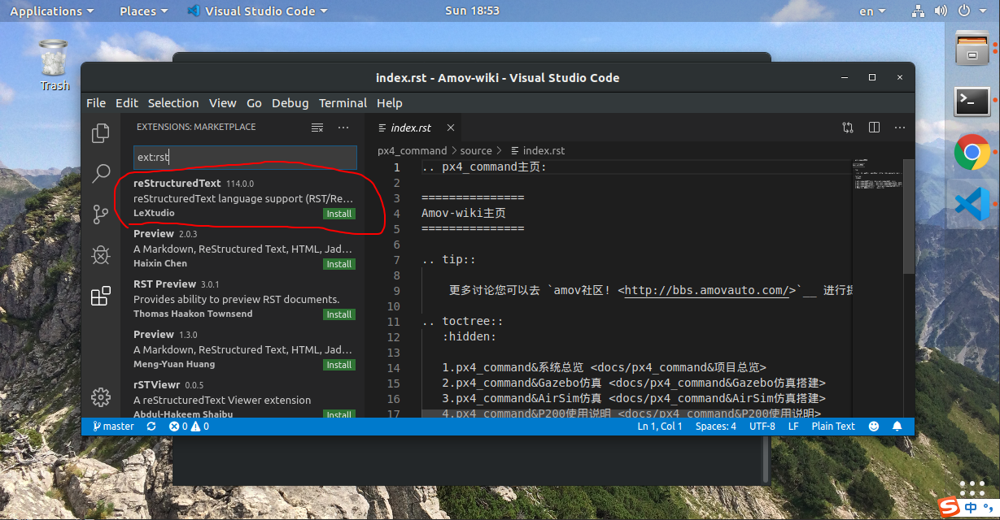 Applications Places Visual Studio Code Sun 18:53 en
Trash
index.rst - Amov-wiki - Visual Studio Code
File Edit Selection View Go Debug Terminal Help
EXTENSIONS: MARKETPLACE
ext:rst
reStructuredText 114.0.0
reStructuredText language support (RST/Re...
LeXtudio Install
Preview 2.0.3
A Markdown, ReStructured Text, HTML, Jad...
Haixin Chen Install
RST Preview 3.0.1
Provides ability to preview RST documents.
Thomas Haakon Townsend Install
Preview 1.3.0
A Markdown, ReStructured Text, HTML, Jad...
Meng-Yuan Huang Install
rSTViewr 0.0.5
A reStructuredText Viewer extension
Abdul-Hakeem Shaibu Install
index.rst
px4_command > source > index.rst
1 .. px4_command主页:
2
3 ===============
4 Amov-wiki主页
5 ===============
6
7 .. tip::
8
9 更多讨论您可以去 `amov社区! <http://bbs.amovauto.com/>`__ 进行提
10
11 .. toctree::
12 :hidden:
13
14 1.px4_command&系统总览 <docs/px4_command&项目总览>
15 2.px4_command&Gazebo仿真 <docs/px4_command&Gazebo仿真搭建>
16 3.px4_command&AirSim仿真 <docs/px4_command&AirSim仿真搭建>
17 4.px4_command&P200使用说明 <docs/px4_command&P200使用说明>
master 0 0 Ln 1, Col 1 Spaces: 4 UTF-8 LF Plain Text
S 中 °,